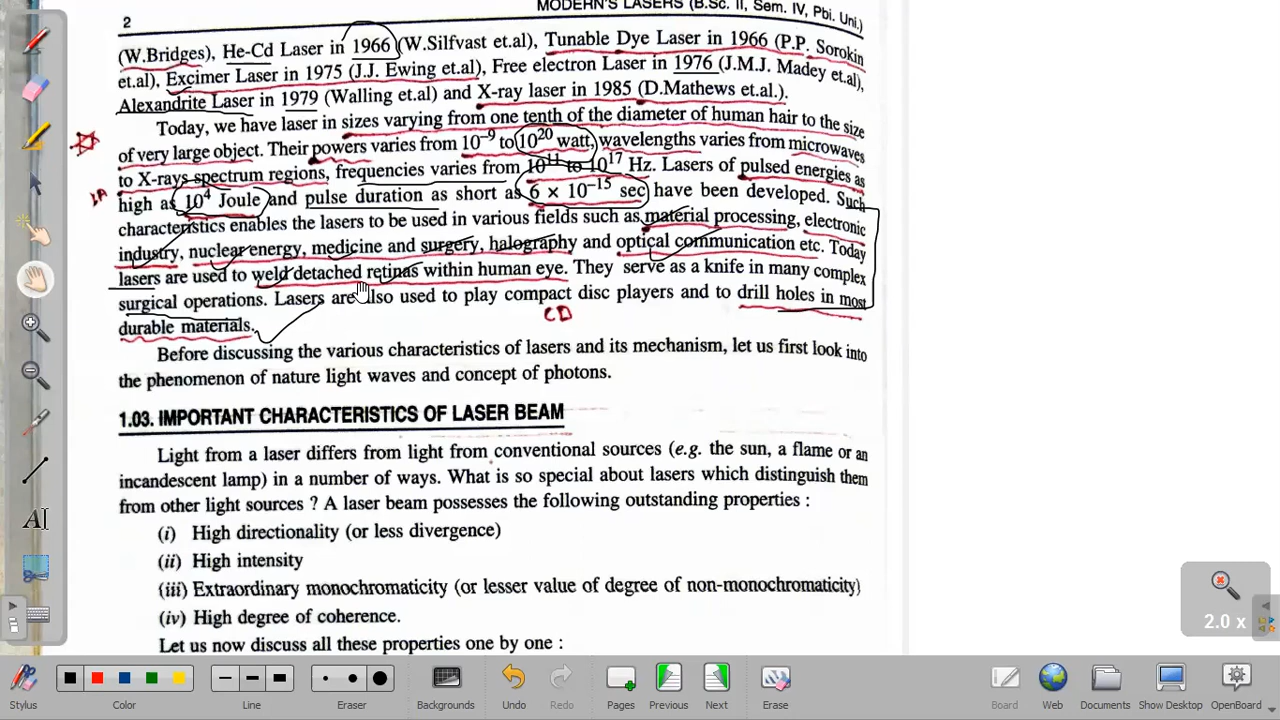 2
MODERN'S LASERS (B.Sc. II, Sem. IV, Pbi. Uni.)
(W.Bridges), He-Cd Laser in 1966 (W.Silfvast et.al), Tunable Dye Laser in 1966 (P.P. Sorokin
et.al), Excimer Laser in 1975 (J.J. Ewing et.al), Free electron Laser in 1976 (J.M.J. Madey et.al),
Alexandrite Laser in 1979 (Walling et.al) and X-ray laser in 1985 (D.Mathews et.al.).
Today, we have laser in sizes varying from one tenth of the diameter of human hair to the size
of very large object. Their powers varies from 10⁻⁹ to 10²⁰ watt, wavelengths varies from microwaves
to X-rays spectrum regions, frequencies varies from 10¹¹ to 10¹⁷ Hz. Lasers of pulsed energies as
high as 10⁴ Joule and pulse duration as short as 6 × 10⁻¹⁵ sec have been developed. Such
characteristics enables the lasers to be used in various fields such as material processing, electronic
industry, nuclear energy, medicine and surgery, halography and optical communication etc. Today
lasers are used to weld detached retinas within human eye. They serve as a knife in many complex
surgical operations. Lasers are also used to play compact disc players and to drill holes in most
CD
durable materials.
Before discussing the various characteristics of lasers and its mechanism, let us first look into
the phenomenon of nature light waves and concept of photons.
1.03. IMPORTANT CHARACTERISTICS OF LASER BEAM
Light from a laser differs from light from conventional sources (e.g. the sun, a flame or an
incandescent lamp) in a number of ways. What is so special about lasers which distinguish them
from other light sources ? A laser beam possesses the following outstanding properties :
(i) High directionality (or less divergence)
(ii) High intensity
(iii) Extraordinary monochromaticity (or lesser value of degree of non-monochromaticity)
(iv) High degree of coherence.
Let us now discuss all these properties one by one :
2.0 x
Stylus Color Line Eraser Backgrounds Undo Redo Pages Previous Next Erase Board Web Documents Show Desktop OpenBoard